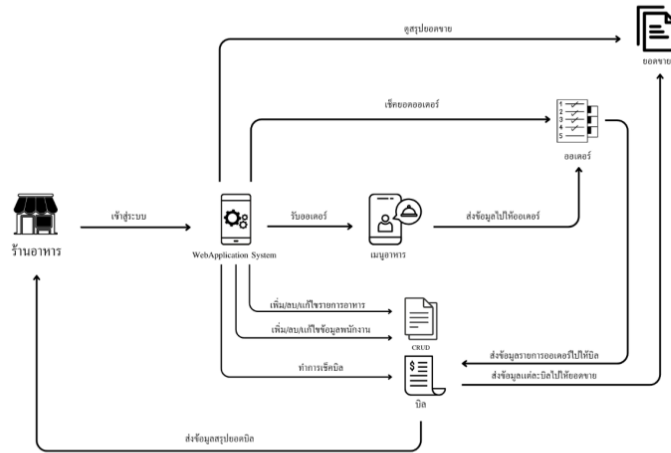 ดูสรุปยอดขาย
ยอดขาย
เช็คยอดออเดอร์
1
2
3
4
5
ออเดอร์
เข้าสู่ระบบ
รับออเดอร์
ส่งข้อมูลไปให้ออเดอร์
ร้านอาหาร
WebApplication System
เมนูอาหาร
เพิ่ม/ลบ/แก้ไขรายการอาหาร
เพิ่ม/ลบ/แก้ไขข้อมูลพนักงาน
CRUD
ส่งข้อมูลรายการออเดอร์ไปให้บิล
ทำการเช็คบิล
$
ส่งข้อมูลแต่ละบิลไปให้ยอดขาย
บิล
ส่งข้อมูลสรุปยอดบิล